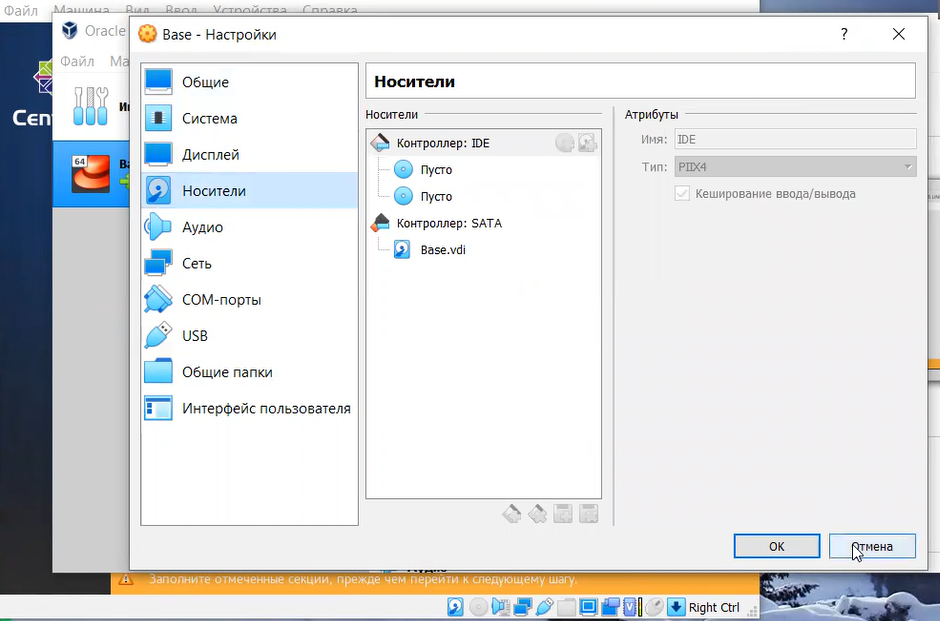 Файл Машина Вид Ввод Устройства Справка
Oracle
Base - Настройки
?
Файл
Cen
64
Общие
Система
Дисплей
Носители
Аудио
Сеть
COM-порты
USB
Общие папки
Интерфейс пользователя
Носители
Носители
Контроллер: IDE
Пусто
Пусто
Контроллер: SATA
Base.vdi
Атрибуты
Имя: IDE
Тип: PIIX4
Кеширование ввода/вывода
OK
Отмена
Заполните отмеченные секции, прежде чем перейти к следующему шагу.
Right Ctrl